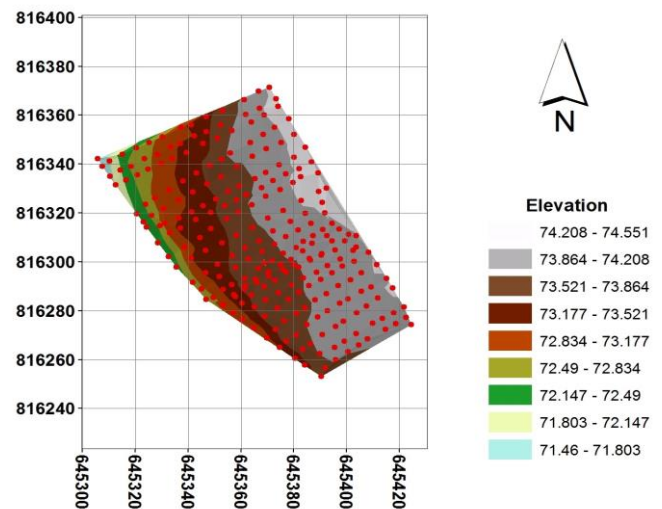 816400
816380
816360
816340
816320
816300
816280
816260
816240
645300
645320
645340
645360
645380
645400
645420
N
Elevation
74.208 - 74.551
73.864 - 74.208
73.521 - 73.864
73.177 - 73.521
72.834 - 73.177
72.49 - 72.834
72.147 - 72.49
71.803 - 72.147
71.46 - 71.803